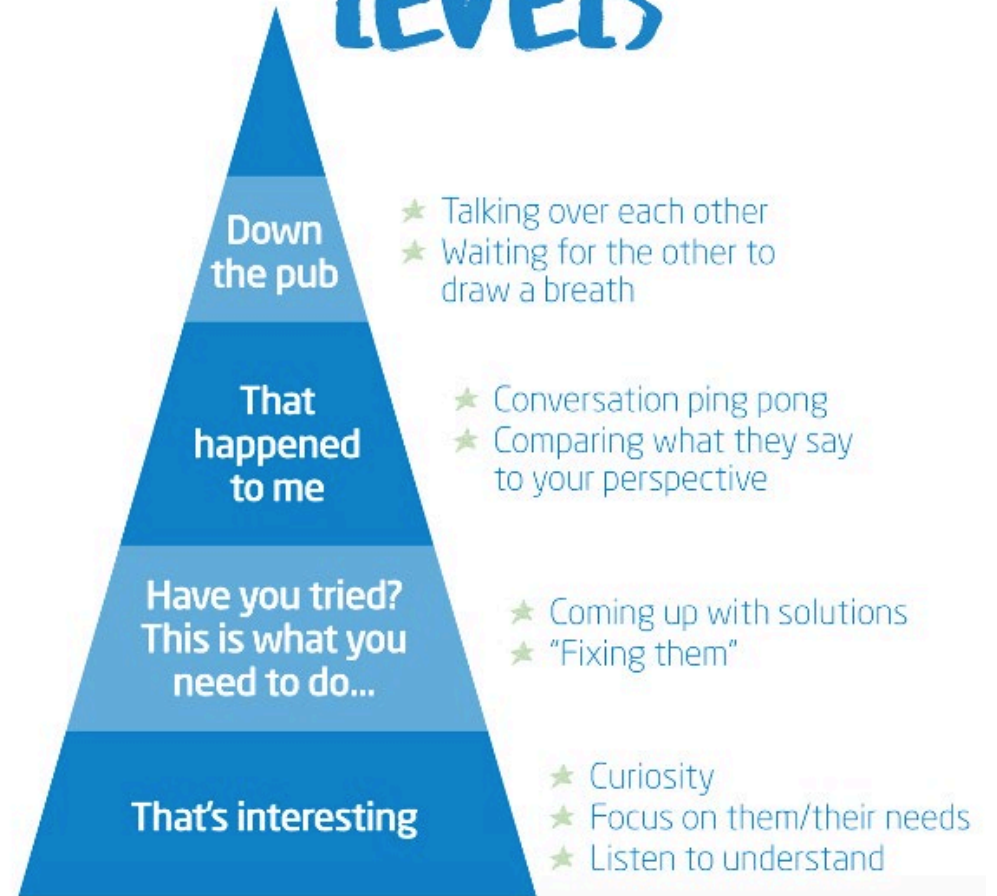 LEVELS
Down
the pub
Talking over each other
Waiting for the other to
draw a breath
That
happened
to me
Conversation ping pong
Comparing what they say
to your perspective
Have you tried?
This is what you
need to do...
Coming up with solutions
"Fixing them"
That's interesting
Curiosity
Focus on them/their needs
Listen to understand